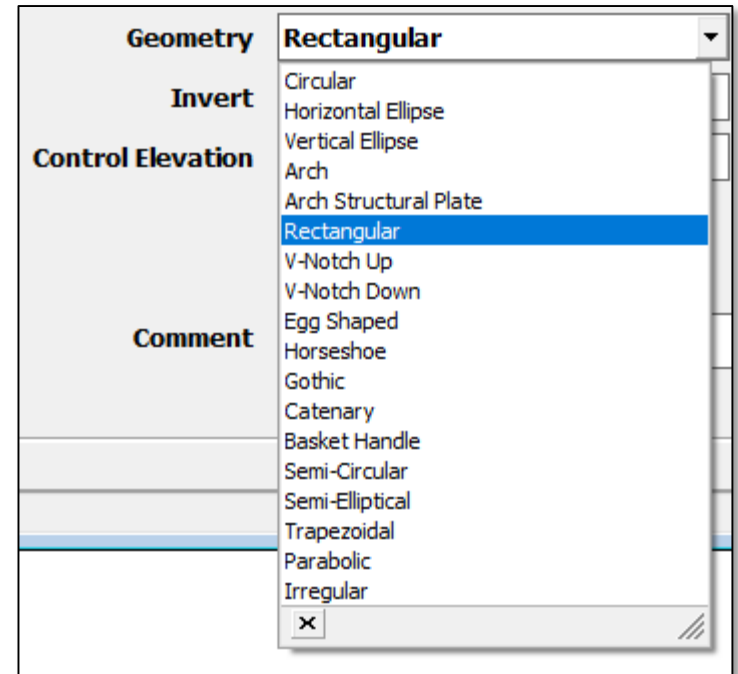 Geometry Rectangular
Circular
Invert
Horizontal Ellipse
Vertical Ellipse
Control Elevation
Arch
Arch Structural Plate
Rectangular
V-Notch Up
V-Notch Down
Egg Shaped
Comment
Horseshoe
Gothic
Catenary
Basket Handle
Semi-Circular
Semi-Elliptical
Trapezoidal
Parabolic
Irregular